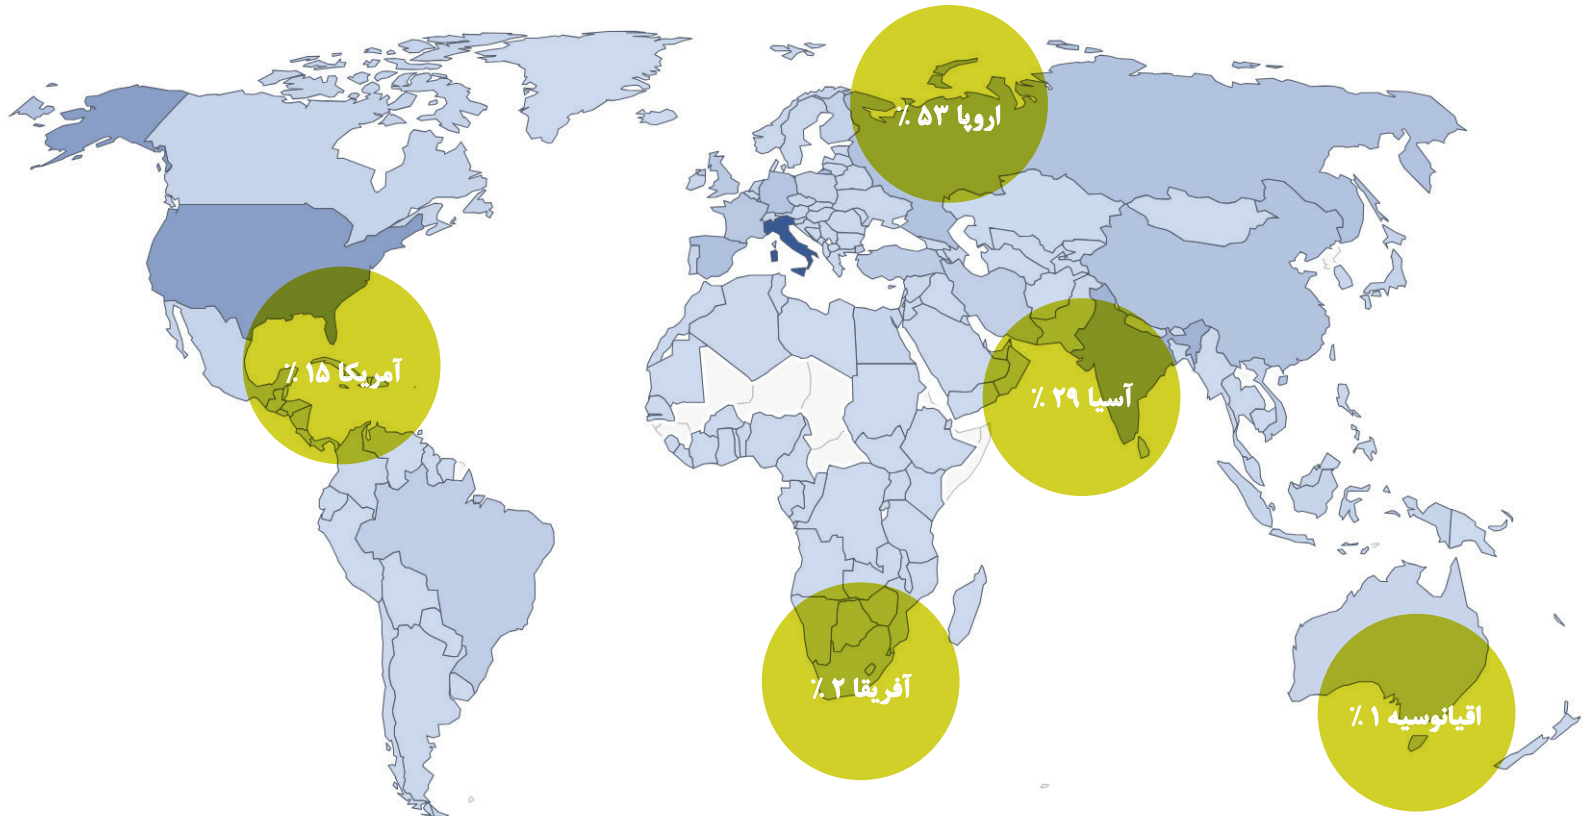 اروپا ۵۳ ٪
آمریکا ۱۵ ٪
آسیا ۲۹ ٪
آفریقا ۲ ٪
اقیانوسیه ۱ ٪